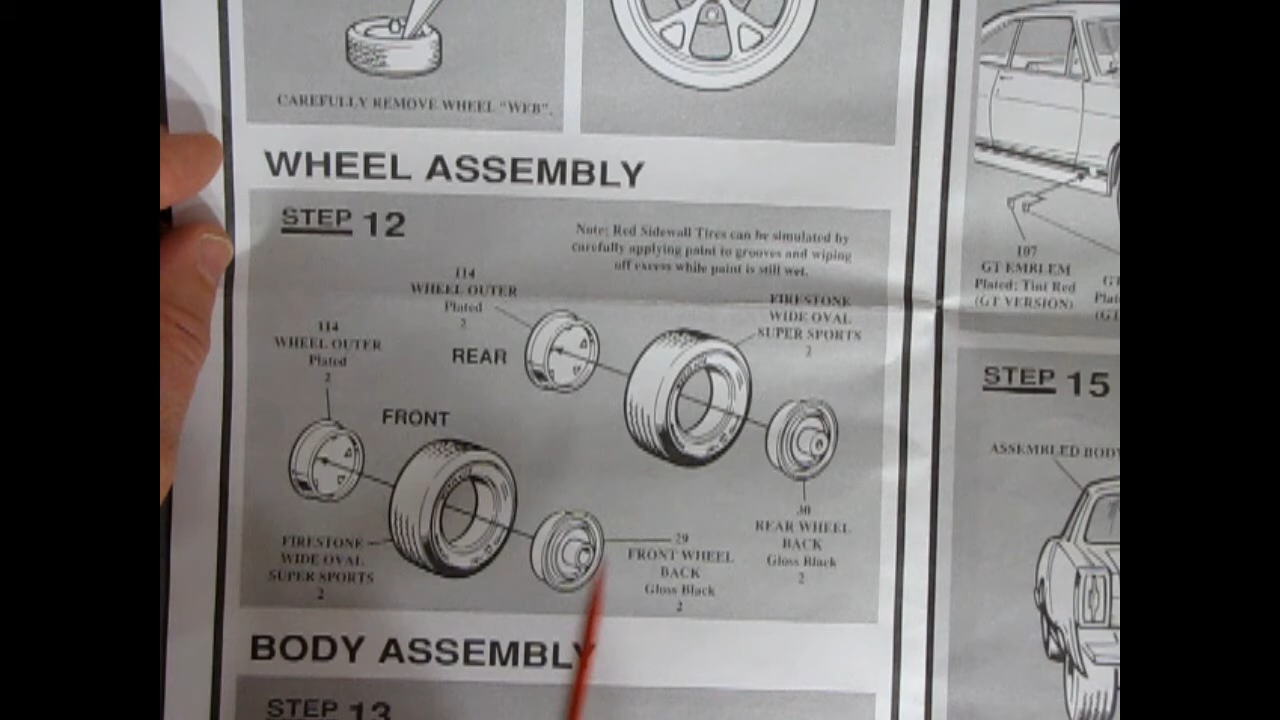 CAREFULLY REMOVE WHEEL "WEB".
WHEEL ASSEMBLY
STEP 12
Note: Red Sidewall Tires can be simulated by
carefully applying paint to grooves and wiping
off excess while paint is still wet.
114
WHEEL OUTER
Plated
2
REAR
FIRESTONE
WIDE OVAL
SUPER SPORTS
2
114
WHEEL OUTER
Plated
2
FRONT
30
REAR WHEEL
BACK
Gloss Black
2
FIRESTONE
WIDE OVAL
SUPER SPORTS
2
29
FRONT WHEEL
BACK
Gloss Black
2
BODY ASSEMBLY
STEP 13
107
GT EMBLEM
Plated; Tint Red
(GT VERSION)
GT
Plat
(GT
STEP 15
ASSEMBLED BODY